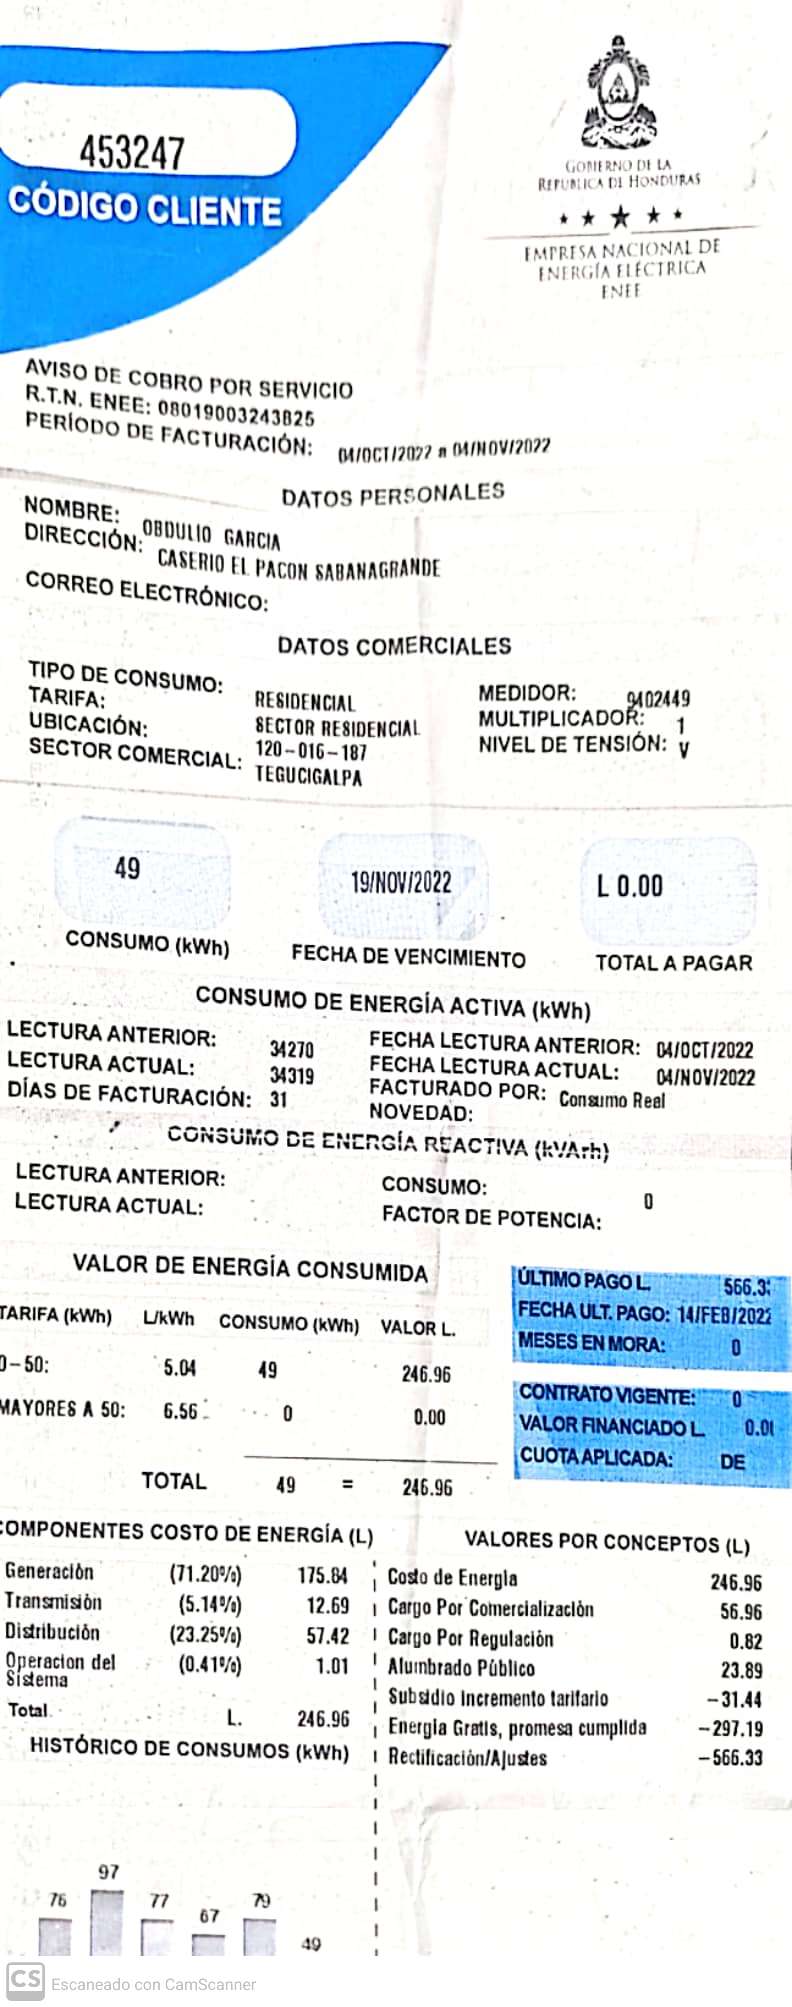 453247
CÓDIGO CLIENTE
GOBIERNO DE LA
REPUBLICA DE HONDURAS
EMPRESA NACIONAL DE
ENERGÍA ELÉCTRICA
ENEE
AVISO DE COBRO POR SERVICIO
R.T.N. ENEE: 08019003243825
PERÍODO DE FACTURACIÓN: 04/OCT/2022 a 04/NOV/2022
DATOS PERSONALES
NOMBRE: OBDULIO GARCIA
DIRECCIÓN: CASERIO EL PACON SABANAGRANDE
CORREO ELECTRÓNICO:
DATOS COMERCIALES
TIPO DE CONSUMO: RESIDENCIAL
TARIFA: SECTOR RESIDENCIAL
UBICACIÓN: 120-016-187
SECTOR COMERCIAL: TEGUCIGALPA
MEDIDOR: 9402449
MULTIPLICADOR: 1
NIVEL DE TENSIÓN: V
49 19/NOV/2022 L 0.00
CONSUMO (kWh) FECHA DE VENCIMIENTO TOTAL A PAGAR
CONSUMO DE ENERGÍA ACTIVA (kWh)
LECTURA ANTERIOR: 34270 FECHA LECTURA ANTERIOR: 04/OCT/2022
LECTURA ACTUAL: 34319 FECHA LECTURA ACTUAL: 04/NOV/2022
DÍAS DE FACTURACIÓN: 31 FACTURADO POR: Consumo Real
NOVEDAD:
CONSUMO DE ENERGÍA REACTIVA (kVArh)
LECTURA ANTERIOR: CONSUMO: 0
LECTURA ACTUAL: FACTOR DE POTENCIA:
VALOR DE ENERGÍA CONSUMIDA
TARIFA (kWh) L/kWh CONSUMO (kWh) VALOR L.
0-50: 5.04 49 246.96
MAYORES A 50: 6.56 0 0.00
TOTAL 49 = 246.96
ÚLTIMO PAGO L. 566.3
FECHA ULT. PAGO: 14/FEB/2022
MESES EN MORA: 0
CONTRATO VIGENTE: 0
VALOR FINANCIADO L. 0.0
CUOTA APLICADA: DE
COMPONENTES COSTO DE ENERGÍA (L)
Generación (71.20%) 175.84
Transmisión (5.14%) 12.69
Distribución (23.25%) 57.42
Operacion del
Sistema (0.41%) 1.01
Total. L. 246.96
VALORES POR CONCEPTOS (L)
Costo de Energía 246.96
Cargo Por Comercialización 56.96
Cargo Por Regulación 0.82
Alumbrado Público 23.89
Subsidio Incremento tarifario -31.44
Energia Gratis, promesa cumplida -297.19
Rectificación/Ajustes -566.33
HISTÓRICO DE CONSUMOS (kWh)
76 97 77 67 79 49
CS Escaneado con CamScanner